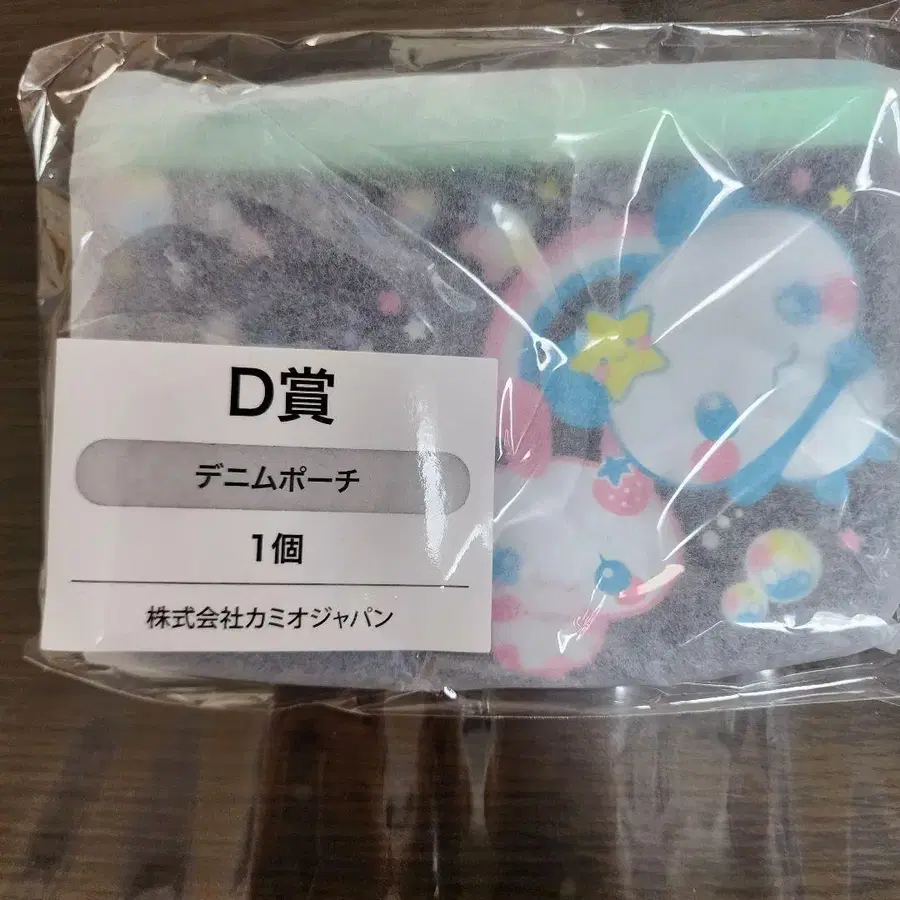 D賞
デニムポーチ
1個
株式会社カミオジャパン